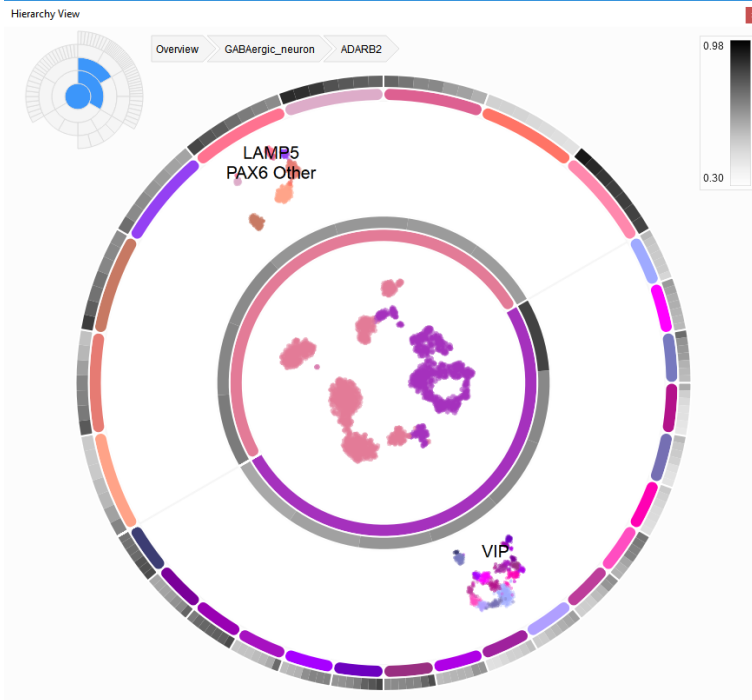 Hierarchy View
Overview
GABAergic_neuron
ADARB2
0.98
0.30
LAMP5
PAX6 Other
VIP